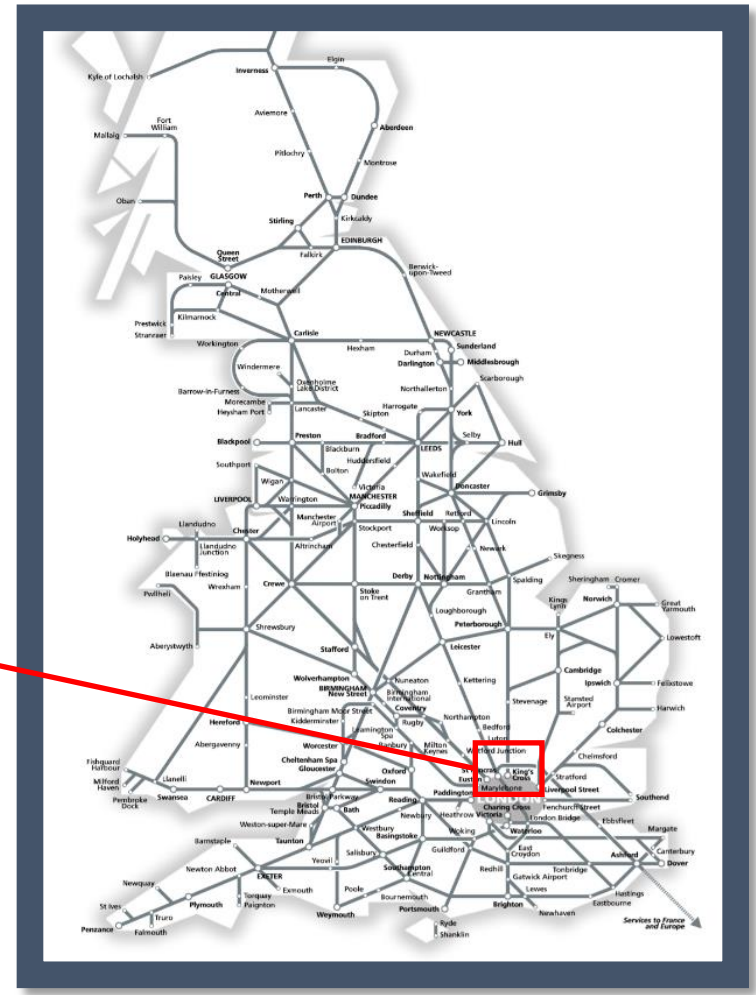 Elgin
Inverness
Kyle of Lochalsh
Aviemore
Fort
William
Aberdeen
Mallaig
Pitlochry
Montrose
Perth
Dundee
Oban
Kirkcaldy
Stirling
EDINBURGH
Queen
Street
Falkirk
Berwick-
upon-Tweed
Paisley
GLASGOW
Central
Motherwell
Kilmarnock
Prestwick
Stranraer
Carlisle
NEWCASTLE
Workington
Hexham
Sunderland
Durham
Darlington
Middlesbrough
Windermere
Scarborough
Oxenholme
Lake District
Barrow-in-Furness
Northallerton
Morecambe
Heysham Port
Lancaster
Harrogate
Skipton
York
Blackpool
Preston
Bradford
Selby
Hull
Blackburn
LEEDS
Southport
Huddersfield
Bolton
Wakefield
Wigan
Victoria
Doncaster
LIVERPOOL
Warrington
MANCHESTER
Piccadilly
Grimsby
Manchester
Airport
Sheffield
Retford
Llandudno
Chester
Stockport
Worksop
Lincoln
Holyhead
Llandudno
Junction
Altrincham
Chesterfield
Newark
Skegness
Blaenau Ffestiniog
Wrexham
Crewe
Stoke
on Trent
Derby
Nottingham
Grantham
Spalding
Sheringham
Cromer
Pwllheli
Kings
Lynn
Norwich
Great
Yarmouth
Loughborough
Shrewsbury
Peterborough
Ely
Lowestoft
Aberystwyth
Stafford
Leicester
Wolverhampton
Nuneaton
Cambridge
BIRMINGHAM
New Street
Birmingham
International
Kettering
Ipswich
Felixstowe
Leominster
Coventry
Stevenage
Stansted
Airport
Harwich
Birmingham Moor Street
Kidderminster
Rugby
Northampton
Hereford
Leamington
Spa
Bedford
Colchester
Abergavenny
Worcester
Banbury
Milton
Keynes
Luton
Watford Junction
Chelmsford
Fishguard
Harbour
Cheltenham Spa
Gloucester
Oxford
St Pancras
King's
Cross
Stratford
Milford
Haven
Llanelli
Newport
Swindon
Euston
Marylebone
Liverpool Street
Pembroke
Dock
Swansea
CARDIFF
Bristol Parkway
Reading
Paddington
LONDON
Fenchurch Street
Southend
Bristol
Temple Meads
Bath
Newbury
Heathrow
Victoria
Charing Cross
London Bridge
Ebbsfleet
Weston-super-Mare
Westbury
Basingstoke
Woking
Waterloo
Margate
Barnstaple
Taunton
Salisbury
Guildford
East
Croydon
Canterbury
Newton Abbot
Yeovil
Southampton
Central
Redhill
Tonbridge
Ashford
Dover
EXETER
Gatwick Airport
Newquay
Exmouth
Poole
Bournemouth
Lewes
Hastings
St Ives
Plymouth
Torquay
Paignton
Weymouth
Portsmouth
Brighton
Eastbourne
Truro
Newhaven
Penzance
Falmouth
Ryde
Shanklin
Services to France
and Europe